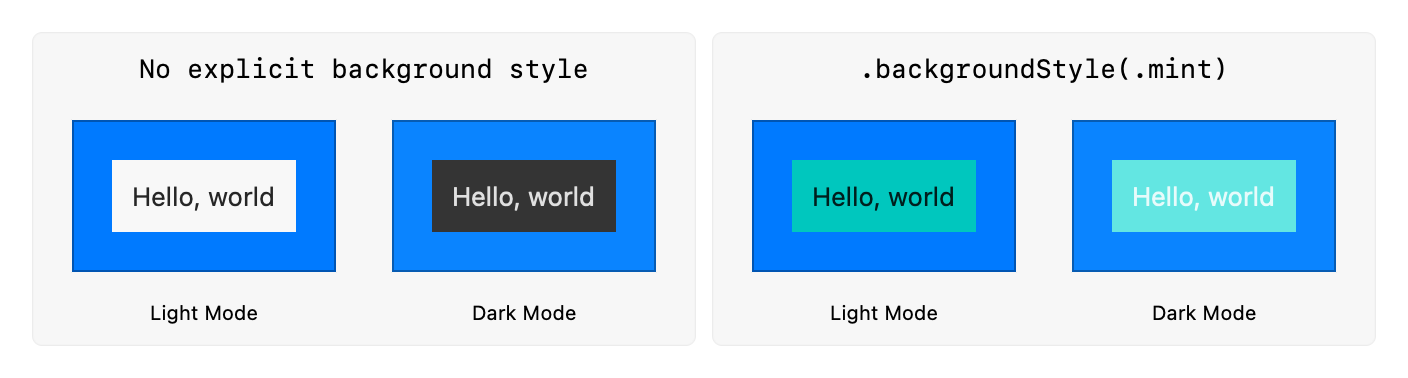 No explicit background style
Hello, world
Hello, world
Light Mode
Dark Mode
.backgroundStyle(.mint)
Hello, world
Hello, world
Light Mode
Dark Mode